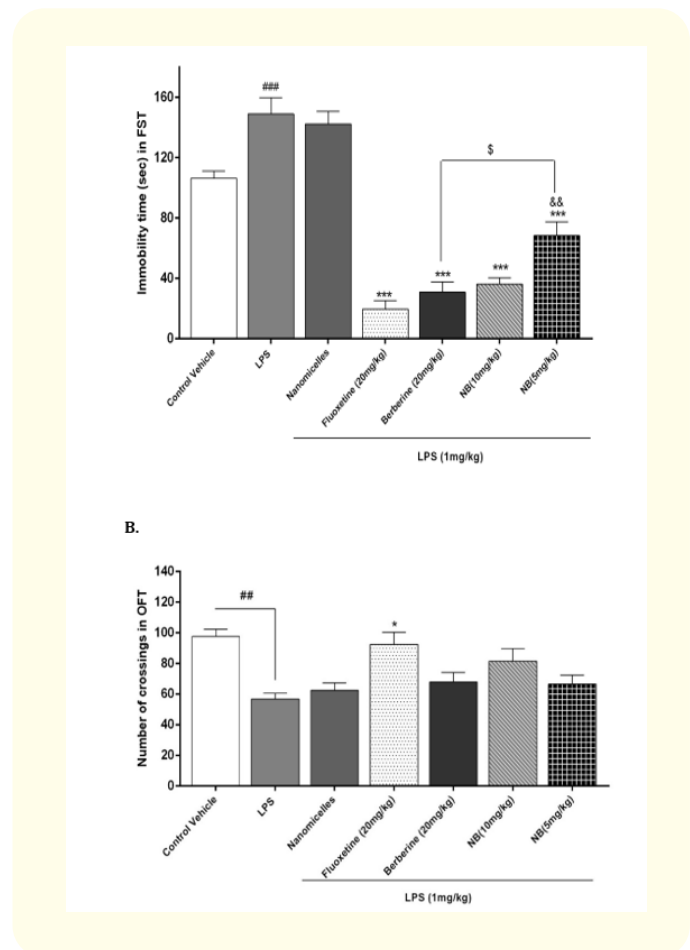 Immobility time (sec) in FST
160
120
80
40
0
###
***
***
***
$
&&
***
Control Vehicle
LPS
Nanomicelles
Fluoxetine (20mg/kg)
Berberine (20mg/kg)
NB(10mg/kg)
NB(5mg/kg)
LPS (1mg/kg)
B.
Number of crossings in OFT
140
120
100
80
60
40
20
0
##
*
Control Vehicle
LPS
Nanomicelles
Fluoxetine (20mg/kg)
Berberine (20mg/kg)
NB(10mg/kg)
NB(5mg/kg)
LPS (1mg/kg)